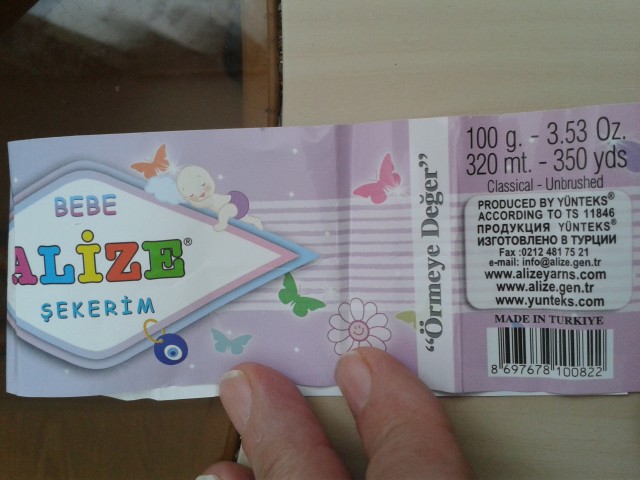 BEBE
ALİZE®
ŞEKERİM
"Örmeye Değer"
100 g. - 3.53 Oz.
320 mt. - 350 yds
Classical - Unbrushed
PRODUCED BY YÜNTEKS®
ACCORDING TO TS 11846
ПРОДУКЦИЯ YÜNTEKS®
ИЗГОТОВЛЕНО В ТУРЦИИ
Fax :0212 481 75 21
e-mail: info@alize.gen.tr
www.alizeyarns.com
www.alize.gen.tr
www.yunteks.com
MADE IN TURKIYE
8 697678 100822